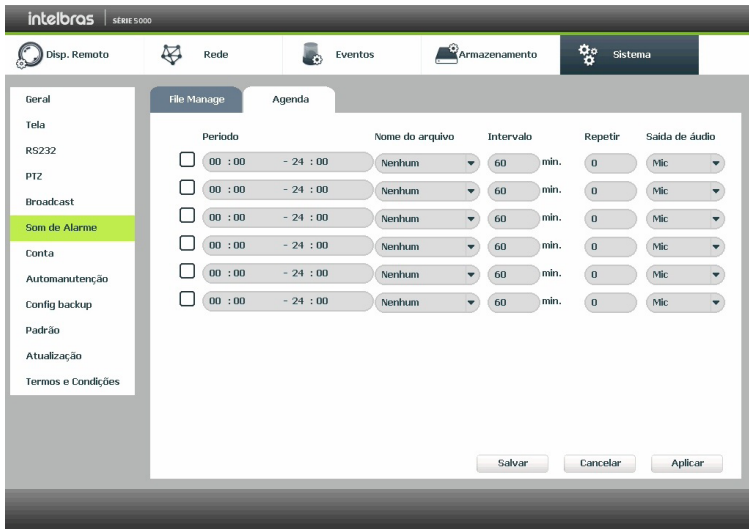 intelbras SÉRIE 5000
Disp. Remoto Rede Eventos Armazenamento Sistema
Geral
Tela
RS232
PTZ
Broadcast
Som de Alarme
Conta
Automanutenção
Config backup
Padrão
Atualização
Termos e Condições
File Manage Agenda
Periodo Nome do arquivo Intervalo Repetir Saída de áudio
00 :00 - 24 :00 Nenhum 60 min. 0 Mic
00 :00 - 24 :00 Nenhum 60 min. 0 Mic
00 :00 - 24 :00 Nenhum 60 min. 0 Mic
00 :00 - 24 :00 Nenhum 60 min. 0 Mic
00 :00 - 24 :00 Nenhum 60 min. 0 Mic
00 :00 - 24 :00 Nenhum 60 min. 0 Mic
Salvar Cancelar Aplicar